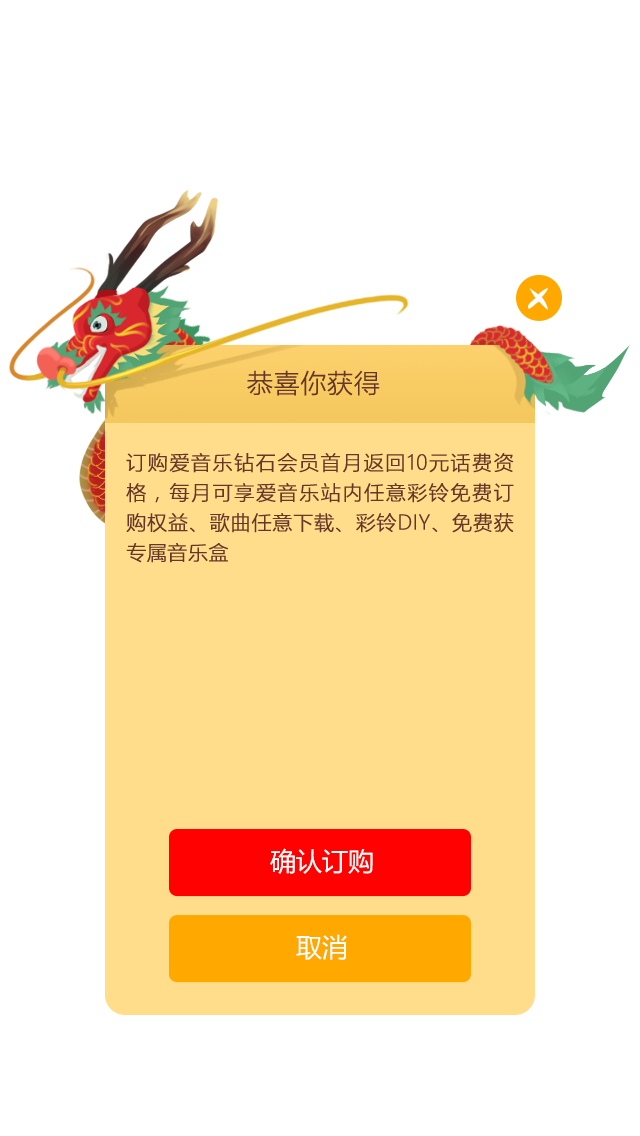 恭喜你获得
订购爱音乐钻石会员首月返回10元话费资
格，每月可享爱音乐站内任意彩铃免费订
购权益、歌曲任意下载、彩铃DIY、免费获
专属音乐盒
确认订购
取消